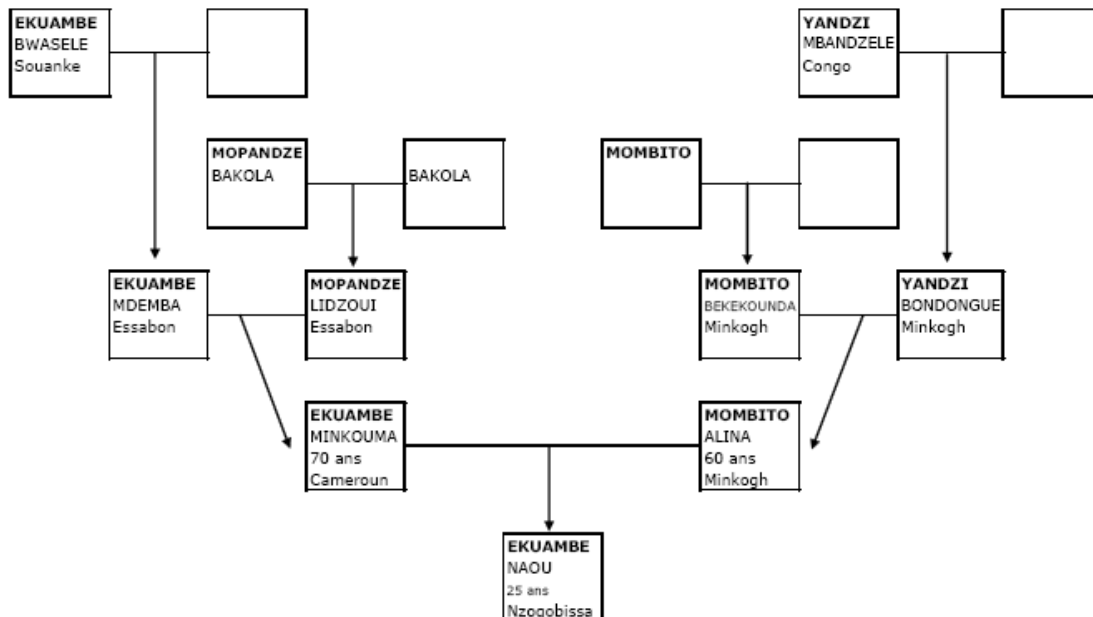 EKUAMBE
BWASELE
Souanke
YANDZI
MBANDZELE
Congo
MOPANDZE
BAKOLA
BAKOLA
MOMBITO
EKUAMBE
MDEMBA
Essabon
MOPANDZE
LIDZOUI
Essabon
MOMBITO
BEKEKOUNDA
Minkogh
YANDZI
BONDONGUE
Minkogh
EKUAMBE
MINKOUMA
70 ans
Cameroun
MOMBITO
ALINA
60 ans
Minkogh
EKUAMBE
NAOU
25 ans
Nzogobissa